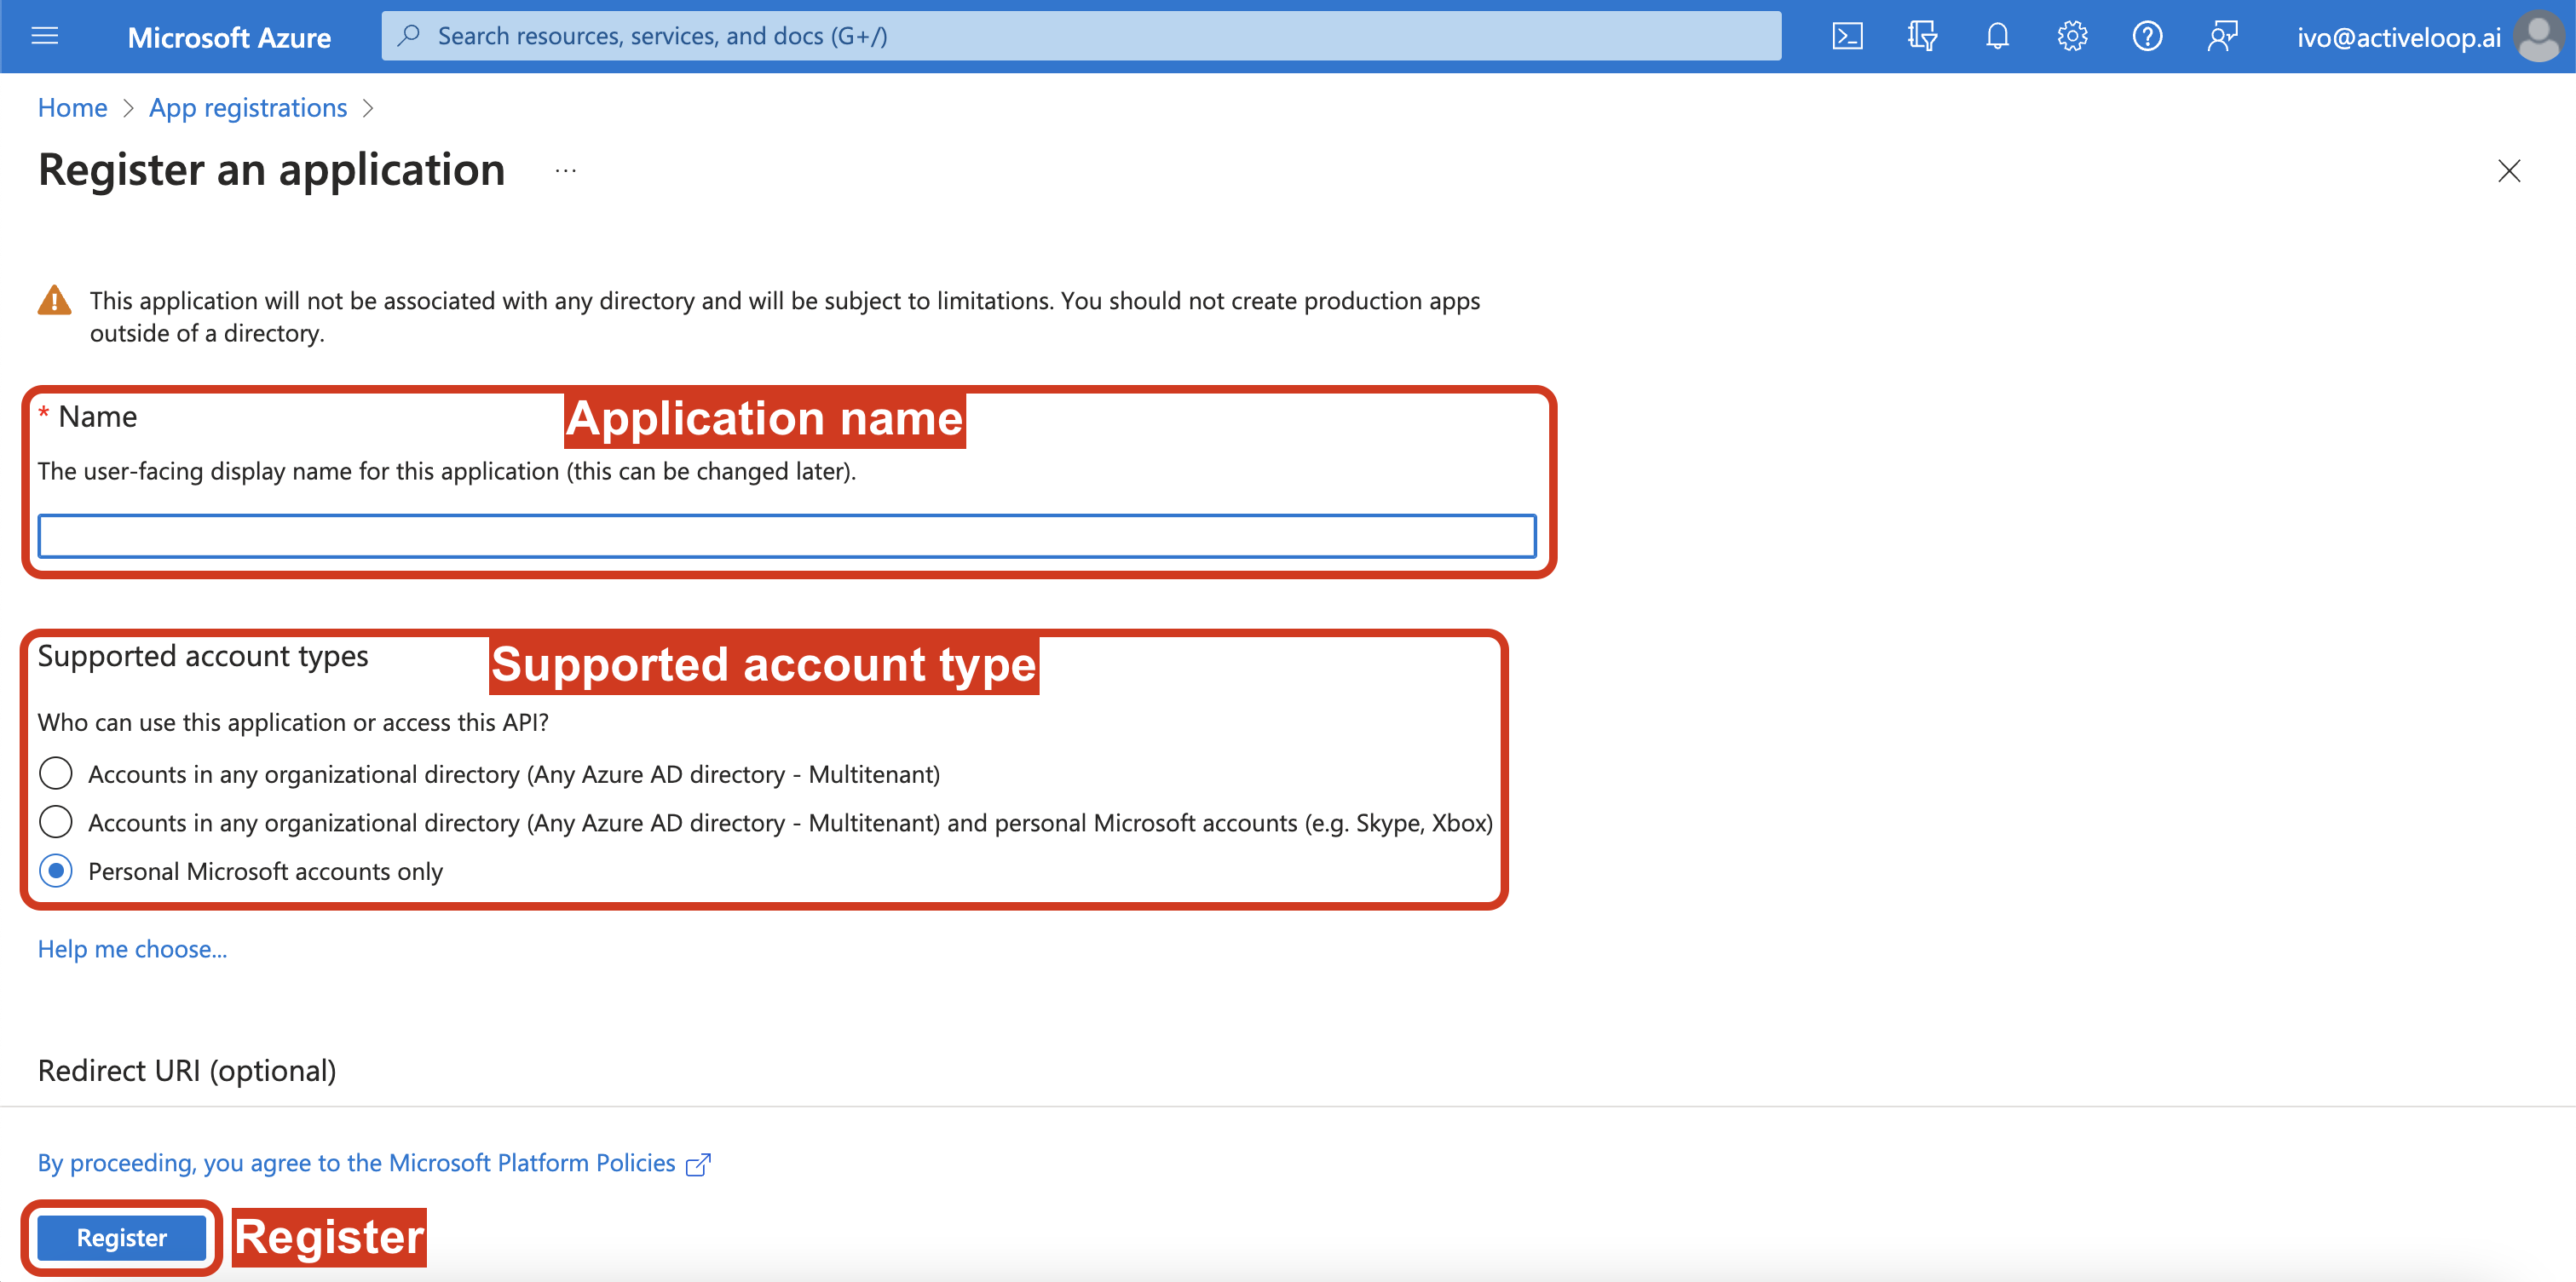 Microsoft Azure
Search resources, services, and docs (G+/)
ivo@activeloop.ai
Home > App registrations >
Register an application ...
This application will not be associated with any directory and will be subject to limitations. You should not create production apps
outside of a directory.
* Name
Application name
The user-facing display name for this application (this can be changed later).
Supported account types
Supported account type
Who can use this application or access this API?
Accounts in any organizational directory (Any Azure AD directory - Multitenant)
Accounts in any organizational directory (Any Azure AD directory - Multitenant) and personal Microsoft accounts (e.g. Skype, Xbox)
Personal Microsoft accounts only
Help me choose...
Redirect URI (optional)
By proceeding, you agree to the Microsoft Platform Policies
Register
Register